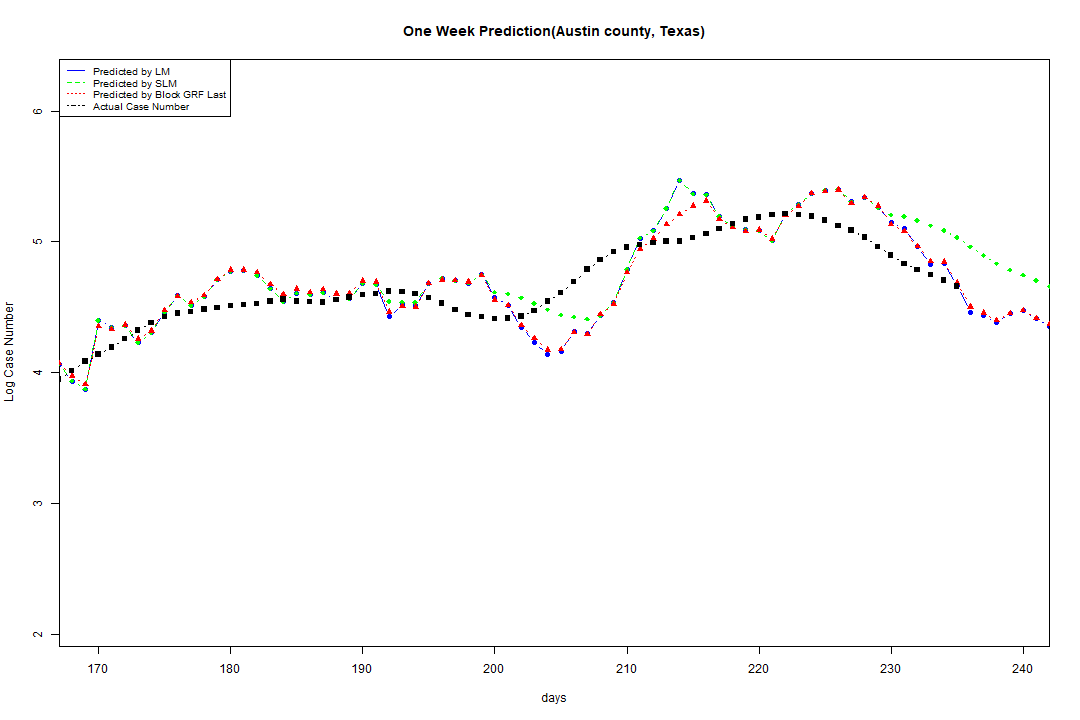 One Week Prediction(Austin county, Texas)
Predicted by LM
Predicted by SLM
Predicted by Block GRF Last
Actual Case Number
6
5
4
3
2
Log Case Number
170 180 190 200 210 220 230 240
days